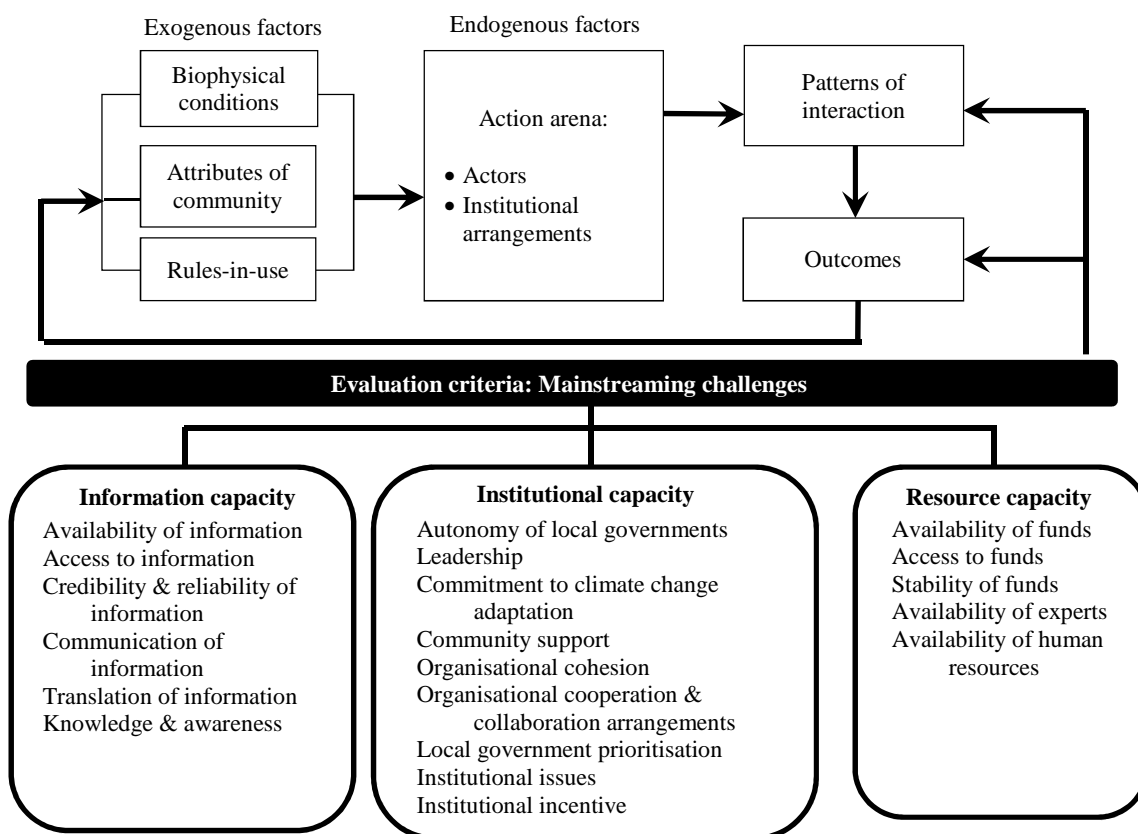 Exogenous factors
Endogenous factors
Biophysical
conditions
Attributes of
community
Rules-in-use
Action arena:
• Actors
• Institutional
arrangements
Patterns of
interaction
Outcomes
Evaluation criteria: Mainstreaming challenges
Information capacity
Availability of information
Access to information
Credibility & reliability of
information
Communication of
information
Translation of information
Knowledge & awareness
Institutional capacity
Autonomy of local governments
Leadership
Commitment to climate change
adaptation
Community support
Organisational cohesion
Organisational cooperation &
collaboration arrangements
Local government prioritisation
Institutional issues
Institutional incentive
Resource capacity
Availability of funds
Access to funds
Stability of funds
Availability of experts
Availability of human
resources